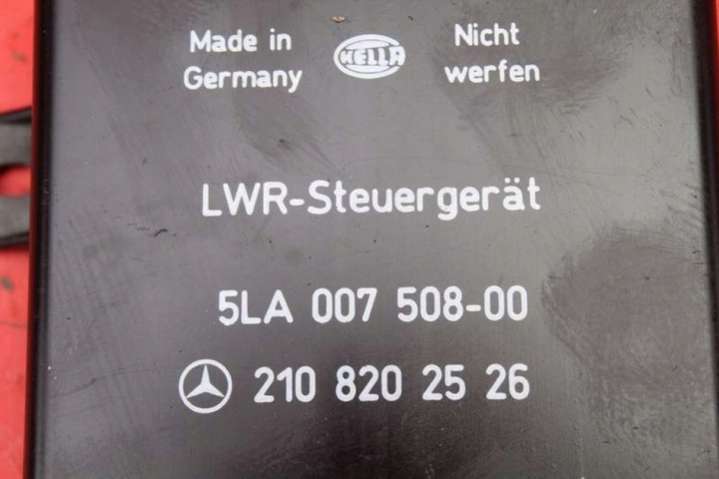 Made in Germany
HELLA
Nicht werfen
LWR-Steuergerät
5LA 007 508-00
210 820 25 26